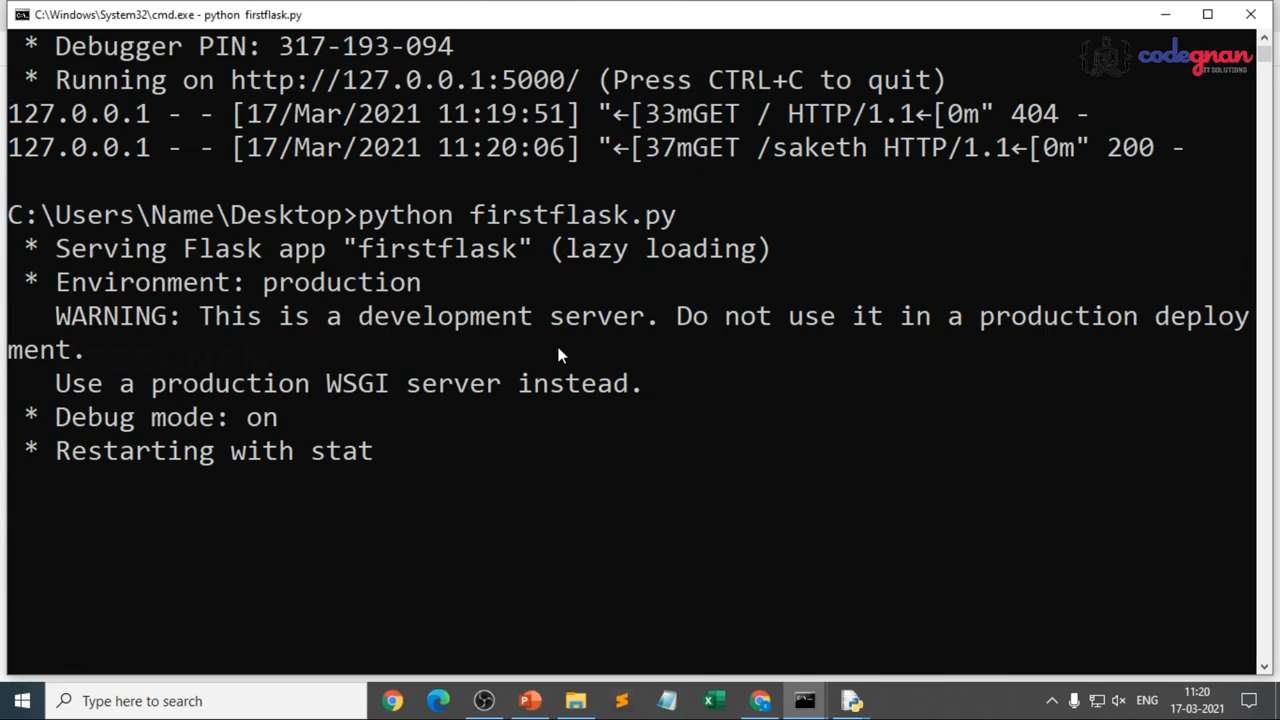 C:\Windows\System32\cmd.exe - python firstflask.py
* Debugger PIN: 317-193-094
* Running on http://127.0.0.1:5000/ (Press CTRL+C to quit)
127.0.0.1 - - [17/Mar/2021 11:19:51] "←[33mGET / HTTP/1.1←[0m" 404 -
127.0.0.1 - - [17/Mar/2021 11:20:06] "←[37mGET /saketh HTTP/1.1←[0m" 200 -
codegnan
IT SOLUTIONS
C:\Users\Name\Desktop>python firstflask.py
* Serving Flask app "firstflask" (lazy loading)
* Environment: production
WARNING: This is a development server. Do not use it in a production deploy
ment.
Use a production WSGI server instead.
* Debug mode: on
* Restarting with stat
Type here to search
ENG
11:20
17-03-2021